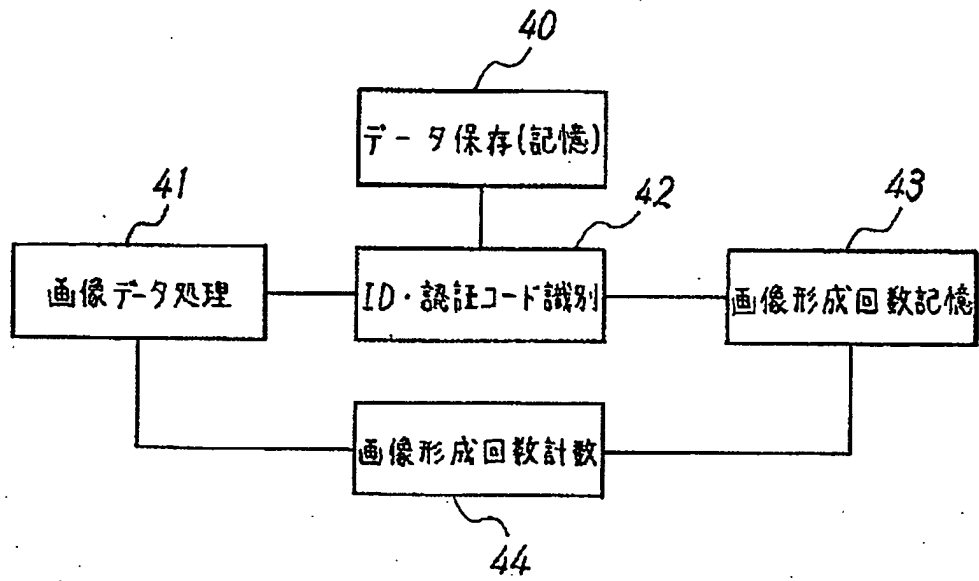 40
データ保存(記憶)
41
42
43
画像データ処理
ID・認証コード識別
画像形成回数記憶
画像形成回数計数
44